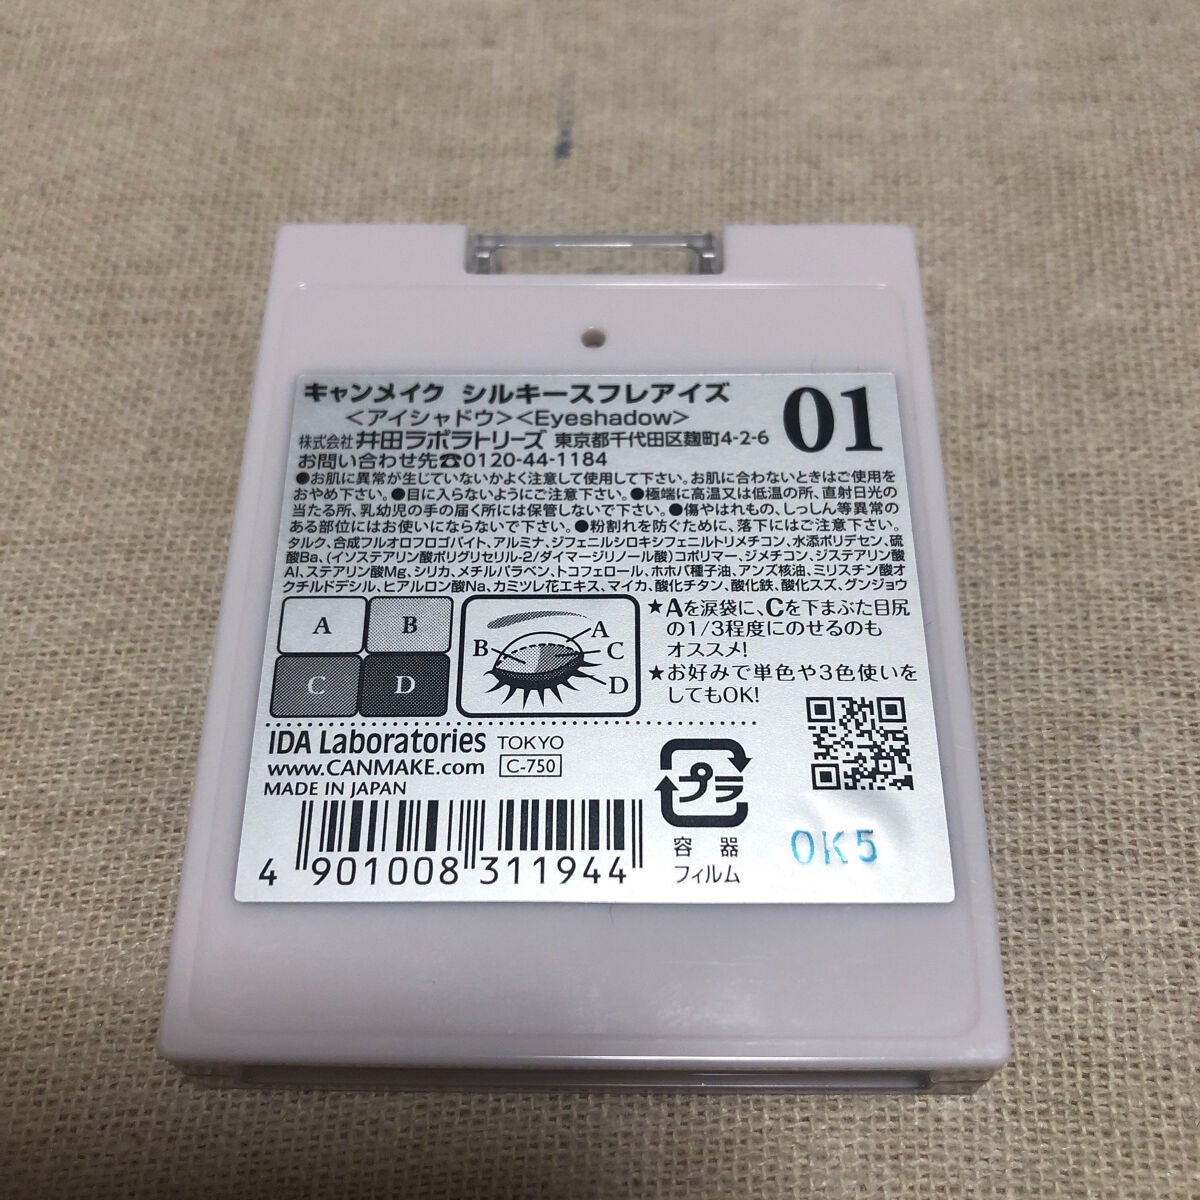 キャンメイク シルキースフレアイズ
＜アイシャドウ＞＜Eyeshadow＞
01
株式会社 井田ラボラトリーズ 東京都千代田区麹町4-2-6
お問い合わせ先☎0120-44-1184
●お肌に異常が生じていないかよく注意して使用して下さい。お肌に合わないときはご使用を
おやめ下さい。●目に入らないようにご注意下さい。●極端に高温又は低温の所、直射日光の
当たる所、乳幼児の手の届く所には保管しないで下さい。●傷やはれもの、しっしん等異常の
ある部位にはお使いにならないで下さい。●粉割れを防ぐために、落下にはご注意下さい。
タルク、合成フルオロフロゴパイト、アルミナ、ジフェニルシロキシフェニルトリメチコン、水添ポリデセン、硫
酸Ba、(イソステアリン酸ポリグリセリル-2/ダイマージリノール酸)コポリマー、ジメチコン、ジステアリン酸
Al、ステアリン酸Mg、シリカ、メチルパラベン、トコフェロール、ホホバ種子油、アンズ核油、ミリスチン酸オ
クチルドデシル、ヒアルロン酸Na、カミツレ花エキス、マイカ、酸化チタン、酸化鉄、酸化スズ、グンジョウ
A B
C D
A
B
C
D
★Aを涙袋に、Cを下まぶた目尻
の1/3程度にのせるのも
オススメ!
★お好みで単色や3色使いを
してもOK!
IDA Laboratories TOKYO
www.CANMAKE.com C-750
MADE IN JAPAN
4 901008 311944
プラ
容器
フィルム
OK5